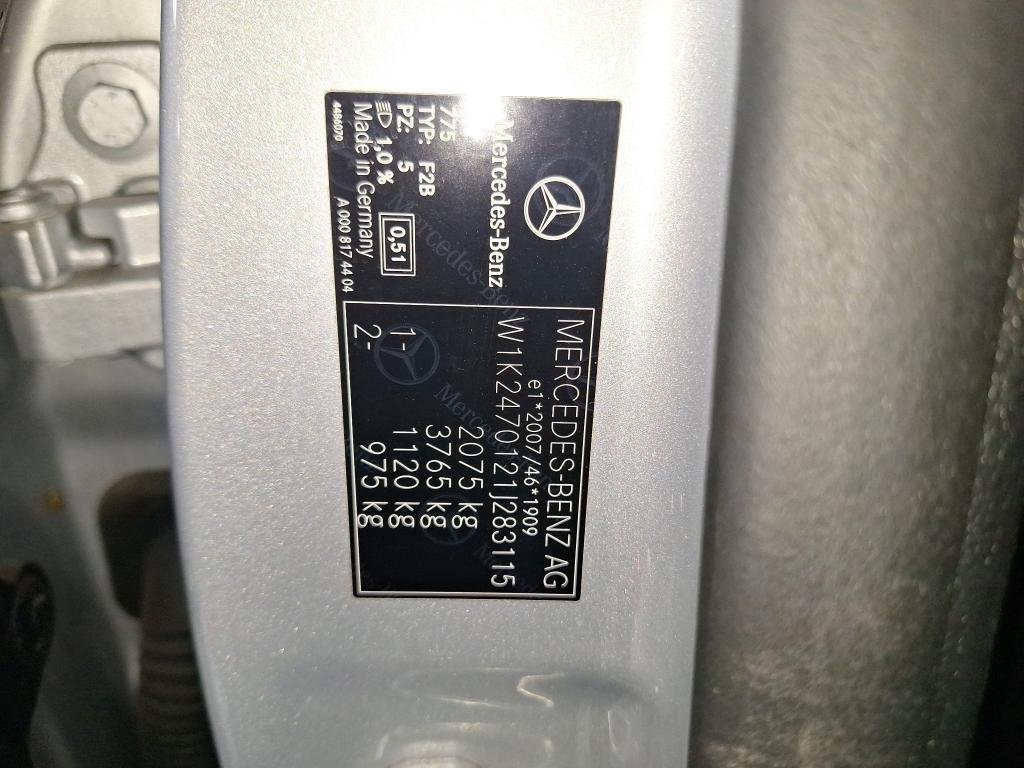 Mercedes-Benz
775
TYP: F2B
PZ: 5
1,0 %
0,51
Made in Germany
4486070
A 000 817 44 04
MERCEDES-BENZ AG
e1*2007/46*1909
W1K2470121J283115
2075 kg
3765 kg
1- 1120 kg
2- 975 kg